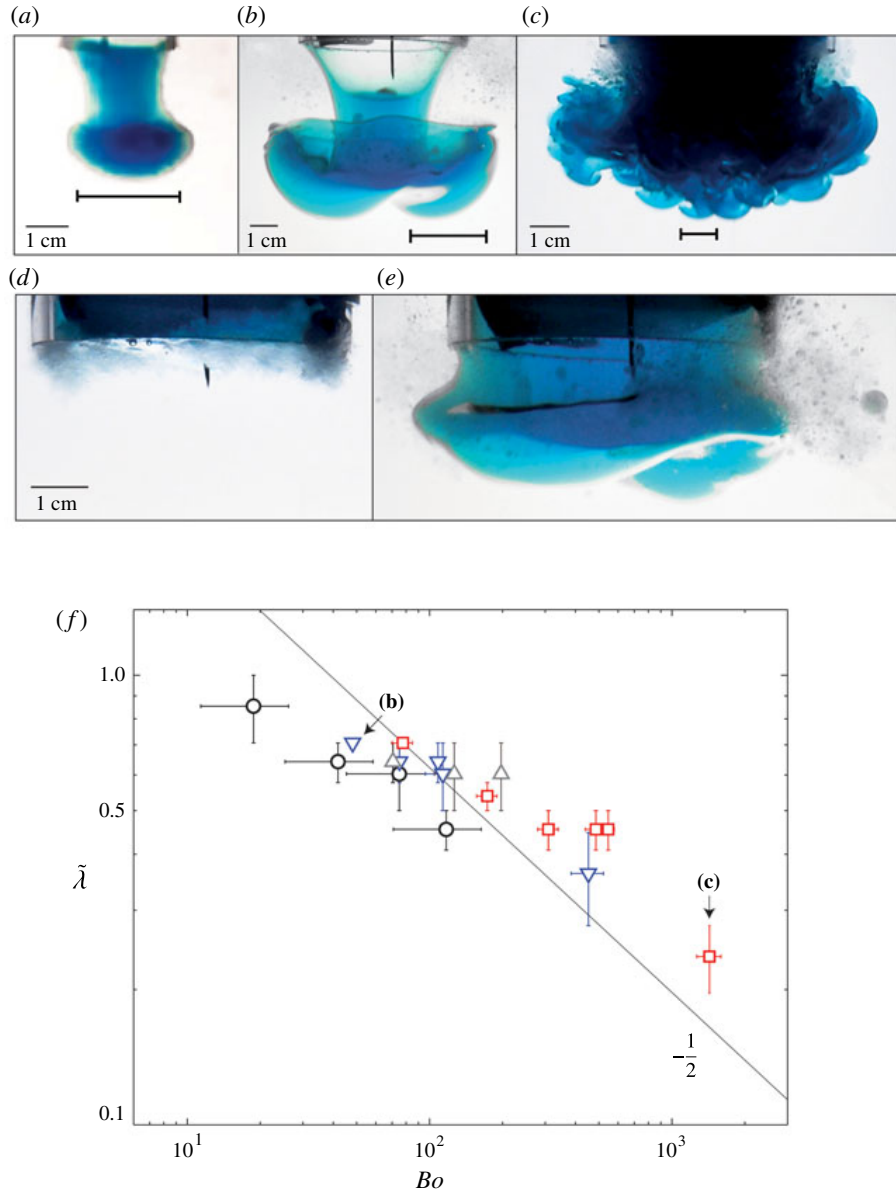 (a)
(b)
(c)
1 cm
1 cm
1 cm
(d)
(e)
1 cm
(f)
1.0
(b)
0.5
λ̃
(c)
−1/2
0.1
10¹
10²
10³
Bo